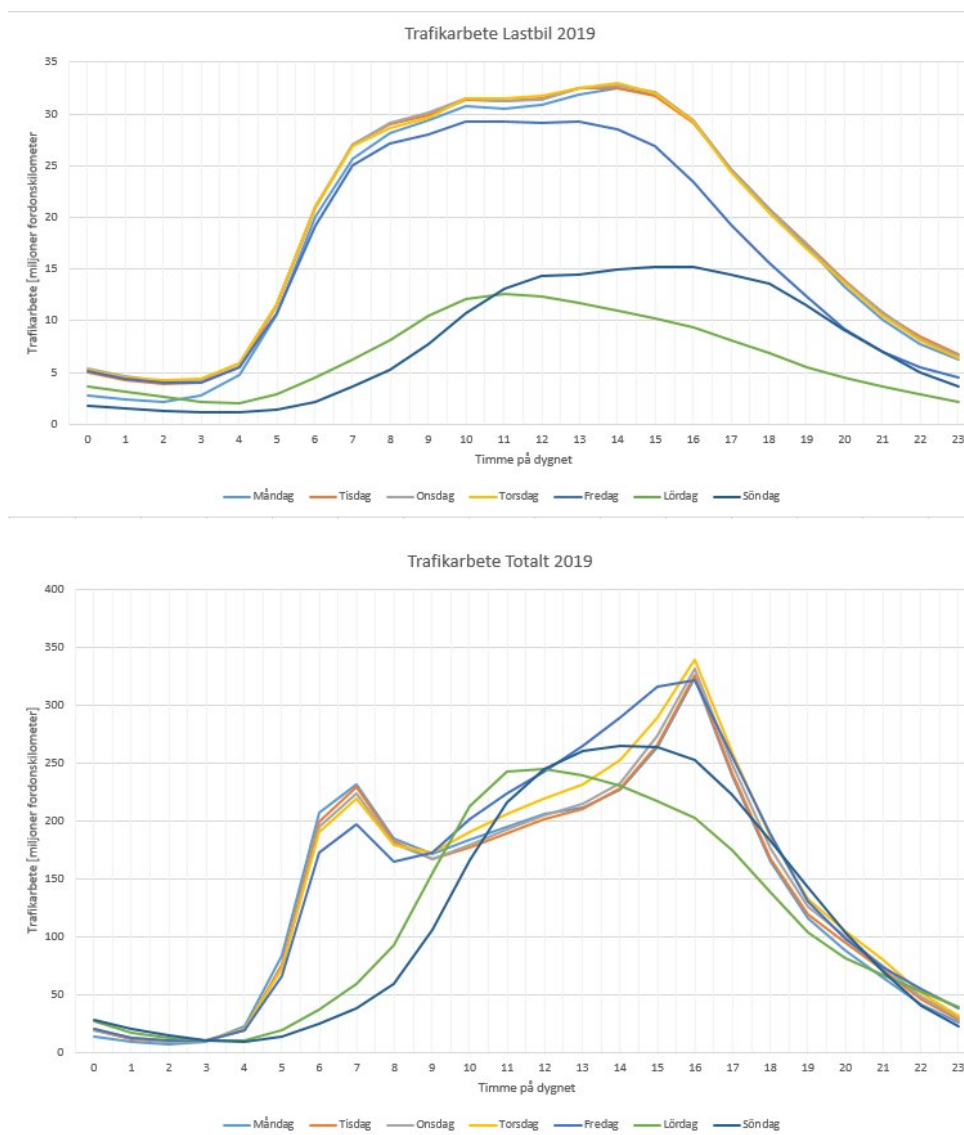 Trafikarbete Lastbil 2019
Trafikarbete [miljoner fordonskilometer
35
30
25
20
15
10
5
0
0 1 2 3 4 5 6 7 8 9 10 11 12 13 14 15 16 17 18 19 20 21 22 23
Timme på dygnet
Måndag Tisdag Onsdag Torsdag Fredag Lördag Söndag
Trafikarbete Totalt 2019
Trafikarbete [miljoner fordonskilometer]
400
350
300
250
200
150
100
50
0
0 1 2 3 4 5 6 7 8 9 10 11 12 13 14 15 16 17 18 19 20 21 22 23
Timme på dygnet
Måndag Tisdag Onsdag Torsdag Fredag Lördag Söndag